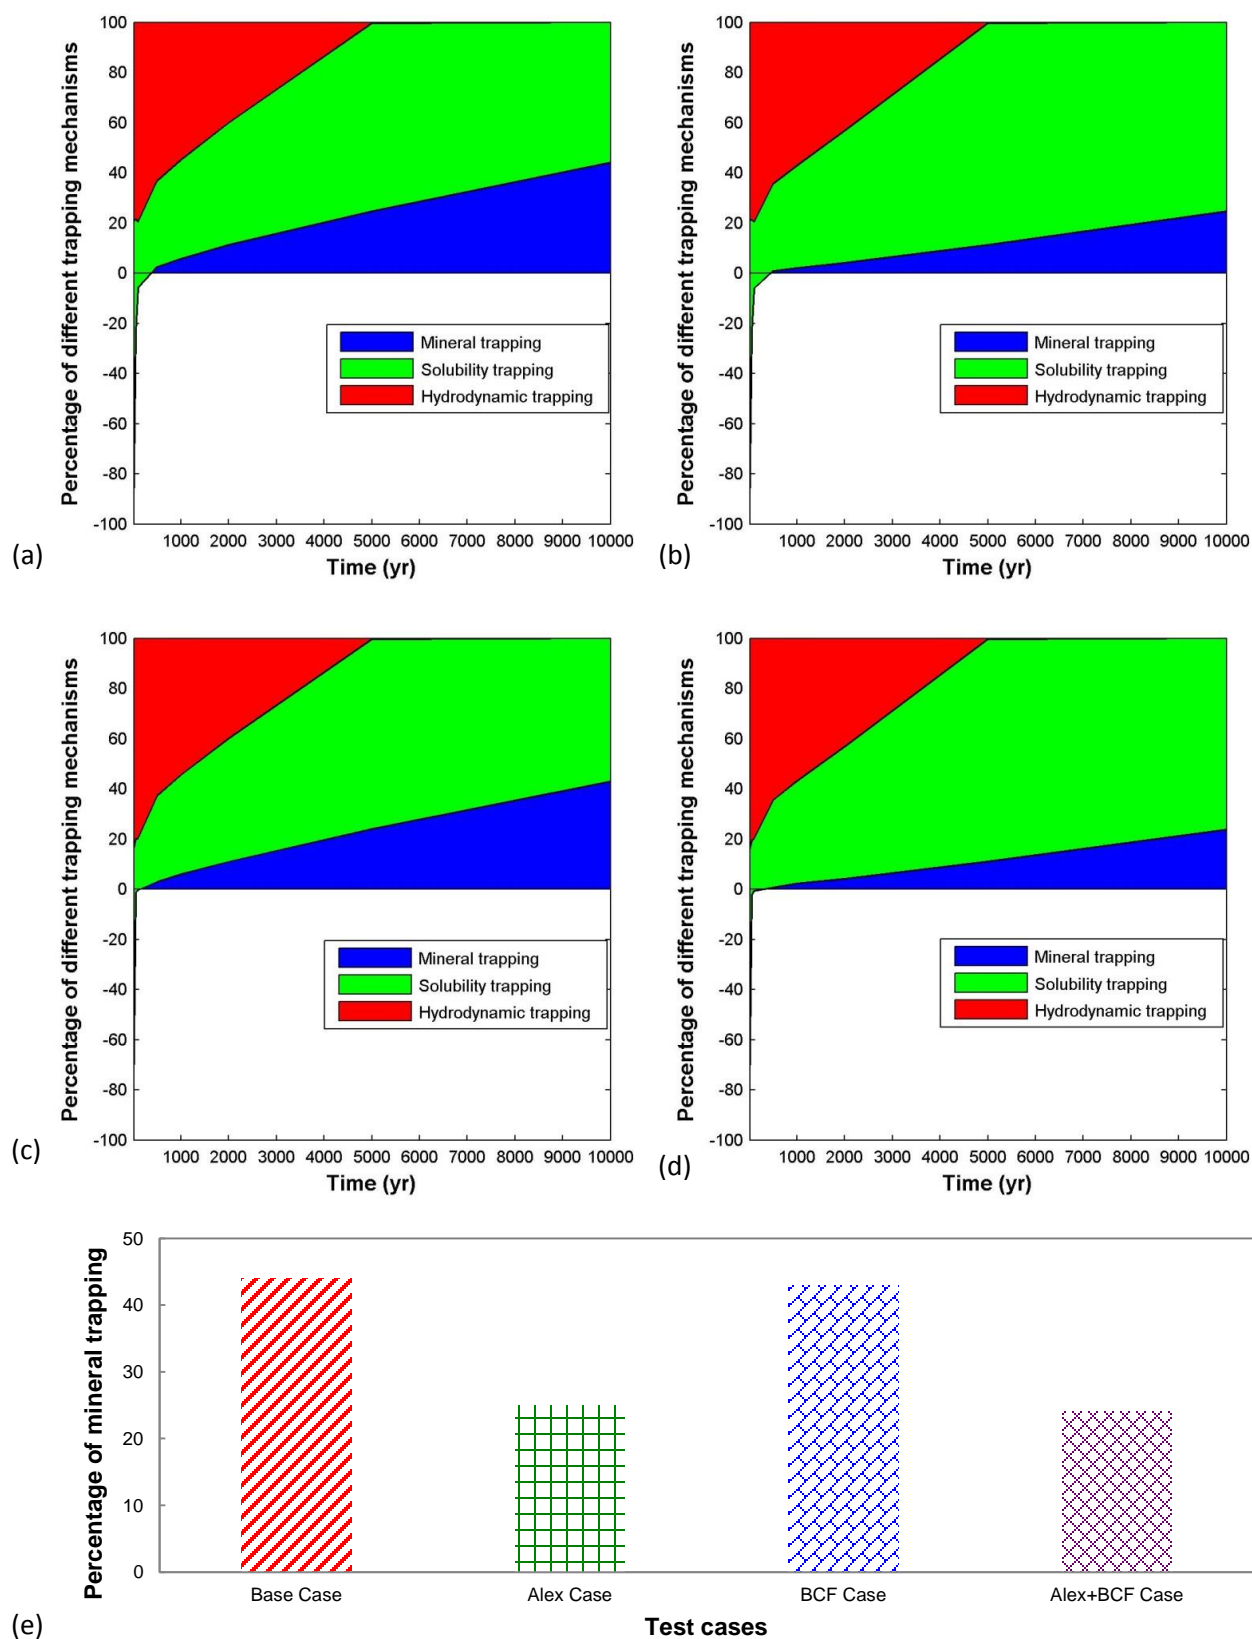 Percentage of different trapping mechanisms
100
80
60
40
20
0
-20
-40
-60
-80
-100
Mineral trapping
Solubility trapping
Hydrodynamic trapping
1000 2000 3000 4000 5000 6000 7000 8000 9000 10000
Time (yr)
(a)
Percentage of different trapping mechanisms
100
80
60
40
20
0
-20
-40
-60
-80
-100
Mineral trapping
Solubility trapping
Hydrodynamic trapping
1000 2000 3000 4000 5000 6000 7000 8000 9000 10000
Time (yr)
(b)
Percentage of different trapping mechanisms
100
80
60
40
20
0
-20
-40
-60
-80
-100
Mineral trapping
Solubility trapping
Hydrodynamic trapping
1000 2000 3000 4000 5000 6000 7000 8000 9000 10000
Time (yr)
(c)
Percentage of different trapping mechanisms
100
80
60
40
20
0
-20
-40
-60
-80
-100
Mineral trapping
Solubility trapping
Hydrodynamic trapping
1000 2000 3000 4000 5000 6000 7000 8000 9000 10000
Time (yr)
(d)
Percentage of mineral trapping
50
40
30
20
10
0
Base Case Alex Case BCF Case Alex+BCF Case
Test cases
(e)